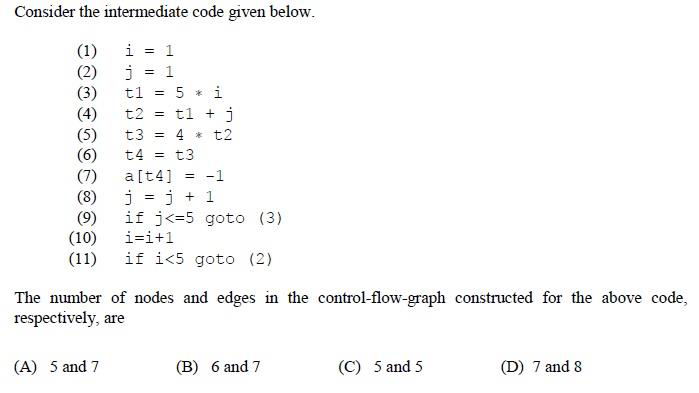 Consider the intermediate code given below.
(1) i = 1
(2) j = 1
(3) t1 = 5 * i
(4) t2 = t1 + j
(5) t3 = 4 * t2
(6) t4 = t3
(7) a[t4] = -1
(8) j = j + 1
(9) if j<=5 goto (3)
(10) i=i+1
(11) if i<5 goto (2)
The number of nodes and edges in the control-flow-graph constructed for the above code,
respectively, are
(A) 5 and 7 (B) 6 and 7 (C) 5 and 5 (D) 7 and 8